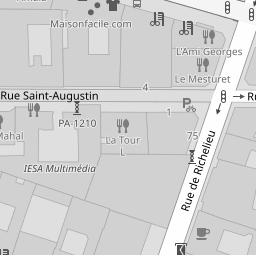 Maisonfacile.com
L'Ami Georges
Le Mesturet
4
Rue Saint-Augustin
1
PA-1210
Mahal
La Tour
L
75
IESA Multimédia
Rue de Richelieu